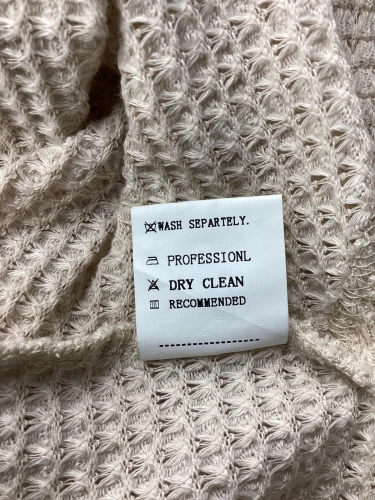 WASH SEPARTELY.
PROFESSIONL
DRY CLEAN
RECOMMENDED